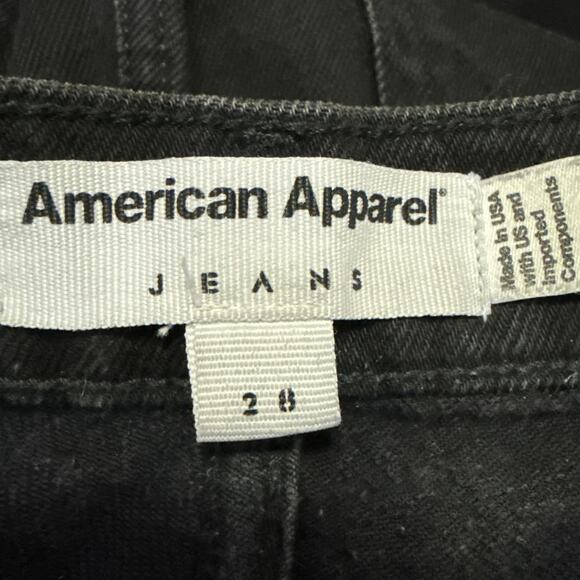 American Apparel®
JEANS
28
Made in USA
with US and
Imported
Components